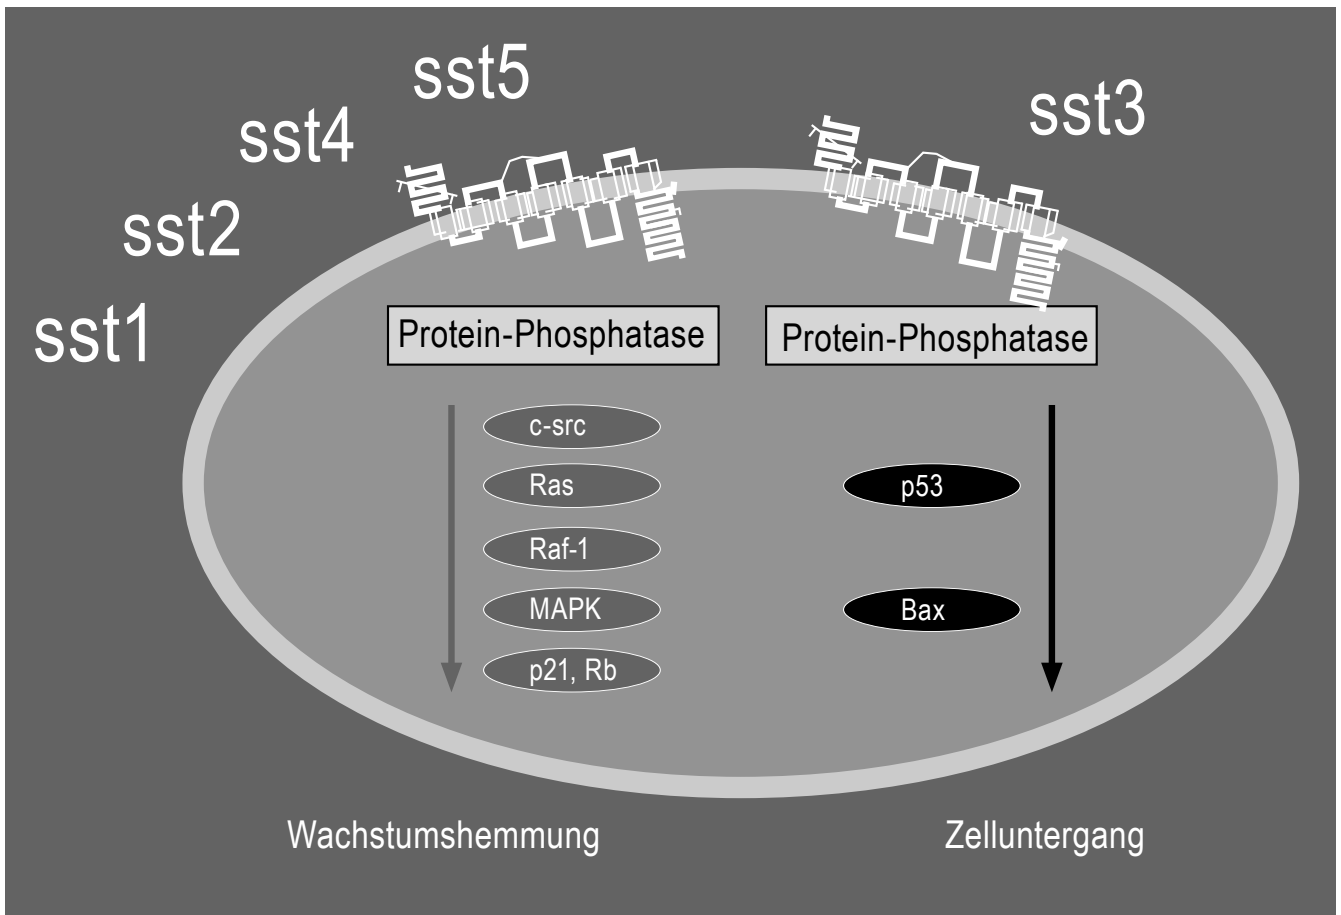 sst5
sst3
sst4
sst2
sst1
Protein-Phosphatase
Protein-Phosphatase
c-src
Ras
p53
Raf-1
MAPK
Bax
p21, Rb
Wachstumshemmung
Zelluntergang